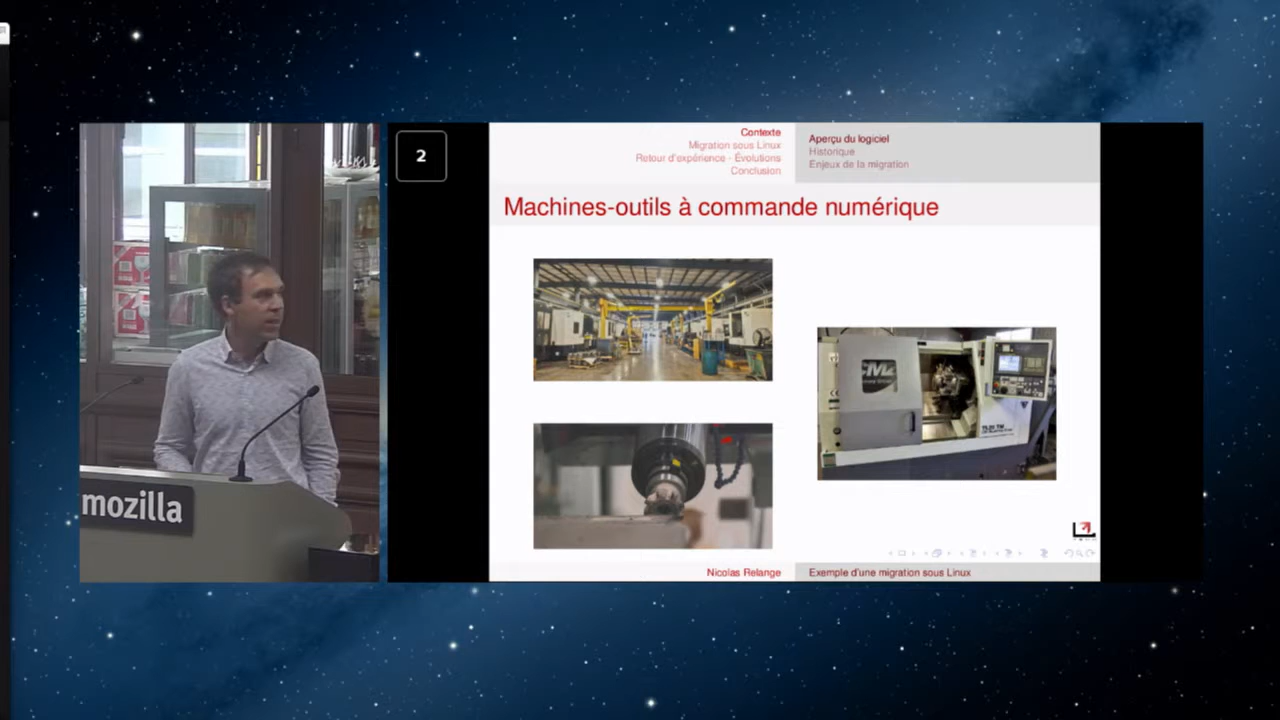 mozilla
2
Contexte
Migration sous Linux
Retour d'expérience - Évolutions
Conclusion
Aperçu du logiciel
Historique
Enjeux de la migration
Machines-outils à commande numérique
CMZ
Nicolas Relange
Exemple d'une migration sous Linux